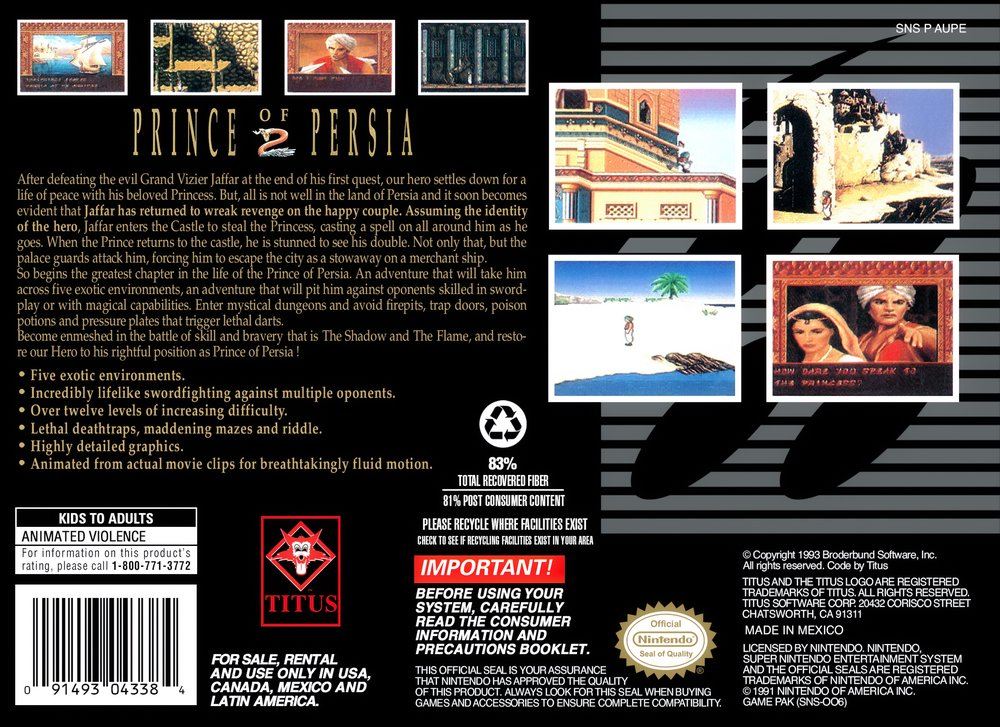 SNS P AUPE
PRINCE OF PERSIA
2
After defeating the evil Grand Vizier Jaffar at the end of his first quest, our hero settles down for a
life of peace with his beloved Princess. But, all is not well in the land of Persia and it soon becomes
evident that Jaffar has returned to wreak revenge on the happy couple. Assuming the identity
of the hero, Jaffar enters the Castle to steal the Princess, casting a spell on all around him as he
goes. When the Prince returns to the castle, he is stunned to see his double. Not only that, but the
palace guards attack him, forcing him to escape the city as a stowaway on a merchant ship.
So begins the greatest chapter in the life of the Prince of Persia. An adventure that will take him
across five exotic environments, an adventure that will pit him against oponents skilled in sword-
play or with magical capabilities. Enter mystical dungeons and avoid firepits, trap doors, poison
potions and pressure plates that trigger lethal darts.
Become enmeshed in the battle of skill and bravery that is The Shadow and The Flame, and resto-
re our Hero to his rightful position as Prince of Persia !
• Five exotic environments.
• Incredibly lifelike swordfighting against multiple oponents.
• Over twelve levels of increasing difficulty.
• Lethal deathtraps, maddening mazes and riddle.
• Highly detailed graphics.
• Animated from actual movie clips for breathtakingly fluid motion.
HOW DARE YOU SPEAK TO
THE PRINCESS?
83%
TOTAL RECOVERED FIBER
81% POST CONSUMER CONTENT
PLEASE RECYCLE WHERE FACILITIES EXIST
CHECK TO SEE IF RECYCLING FACILITIES EXIST IN YOUR AREA
KIDS TO ADULTS
ANIMATED VIOLENCE
For information on this product's
rating, please call 1-800-771-3772
0 91493 04338 4
TITUS
FOR SALE, RENTAL
AND USE ONLY IN USA,
CANADA, MEXICO AND
LATIN AMERICA.
IMPORTANT!
BEFORE USING YOUR
SYSTEM, CAREFULLY
READ THE CONSUMER
INFORMATION AND
PRECAUTIONS BOOKLET.
THIS OFFICIAL SEAL IS YOUR ASSURANCE
THAT NINTENDO HAS APPROVED THE QUALITY
OF THIS PRODUCT. ALWAYS LOOK FOR THIS SEAL WHEN BUYING
GAMES AND ACCESSORIES TO ENSURE COMPLETE COMPATIBILITY.
Official
Nintendo
Seal of Quality
®
© Copyright 1993 Broderbund Software, Inc.
All rights reserved. Code by Titus
TITUS AND THE TITUS LOGO ARE REGISTERED
TRADEMARKS OF TITUS. ALL RIGHTS RESERVED.
TITUS SOFTWARE CORP. 20432 CORISCO STREET
CHATSWORTH, CA 91311
MADE IN MEXICO
LICENSED BY NINTENDO. NINTENDO,
SUPER NINTENDO ENTERTAINMENT SYSTEM
AND THE OFFICIAL SEALS ARE REGISTERED
TRADEMARKS OF NINTENDO OF AMERICA INC.
© 1991 NINTENDO OF AMERICA INC.
GAME PAK (SNS-OO6)